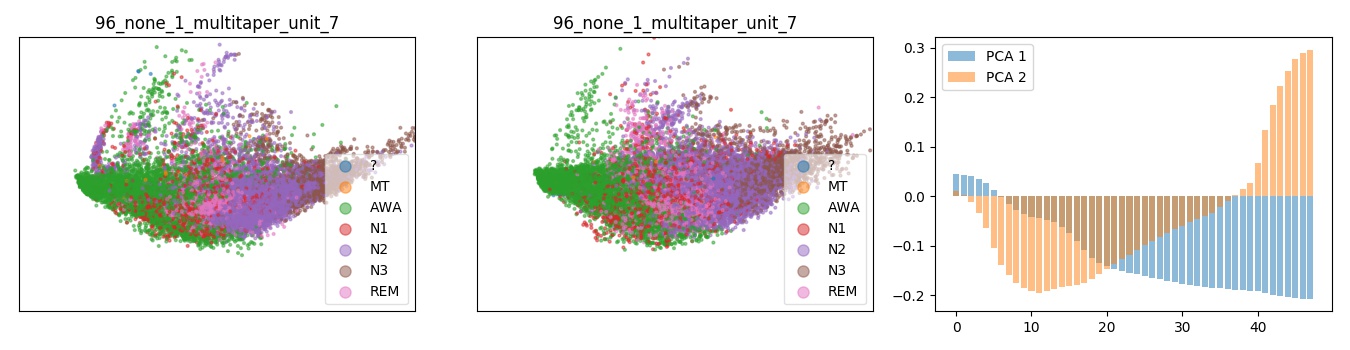 96_none_1_multitaper_unit_7
?
MT
AWA
N1
N2
N3
REM
96_none_1_multitaper_unit_7
?
MT
AWA
N1
N2
N3
REM
PCA 1
PCA 2
0.3
0.2
0.1
0.0
−0.1
−0.2
0 10 20 30 40